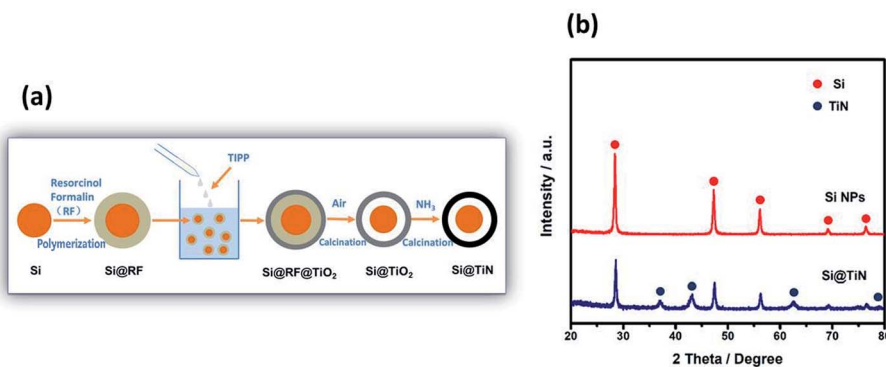 (a)
TIPP
Resorcinol
Formalin
（RF）
Polymerization
Air
Calcination
NH₃
Calcination
Si
Si@RF
Si@RF@TiO₂
Si@TiO₂
Si@TiN
(b)
Si
TiN
Si NPs
Si@TiN
Intensity / a.u.
20 30 40 50 60 70 80
2 Theta / Degree